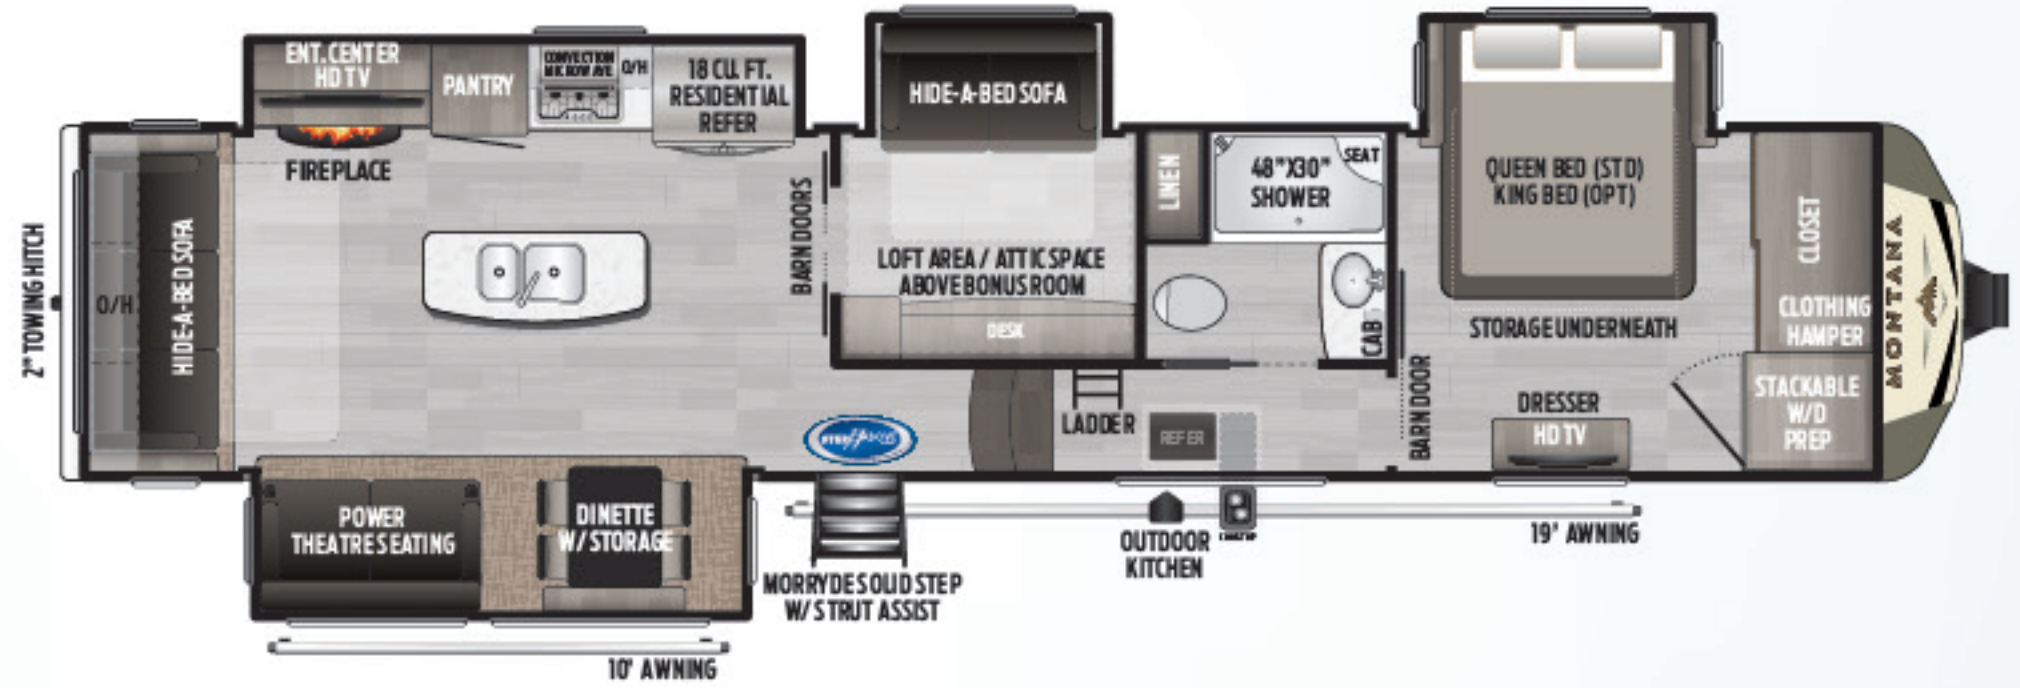 ENT. CENTER
HD TV
PANTRY
CONVECTION
MICROWAVE
O/H
18 CU. FT.
RESIDENTIAL
REFER
FIREPLACE
HIDE-A-BED SOFA
QUEEN BED (STD)
KING BED (OPT)
STORAGE UNDERNEATH
LINEN
48"X30"
SHOWER
SEAT
CLOSET
CLOTHING
HAMPER
STACKABLE
W/D
PREP
MONTANA
2" TOWING HITCH
O/H
HIDE-A-BED SOFA
BARN DOORS
LOFT AREA / ATTIC SPACE
ABOVE BONUS ROOM
DESK
CAB
BARN DOOR
LADDER
REFER
DRESSER
HD TV
POWER
THEATRE SEATING
DINETTE
W/ STORAGE
MORRYDE SOLID STEP
W/ STRUT ASSIST
OUTDOOR
KITCHEN
19' AWNING
10' AWNING